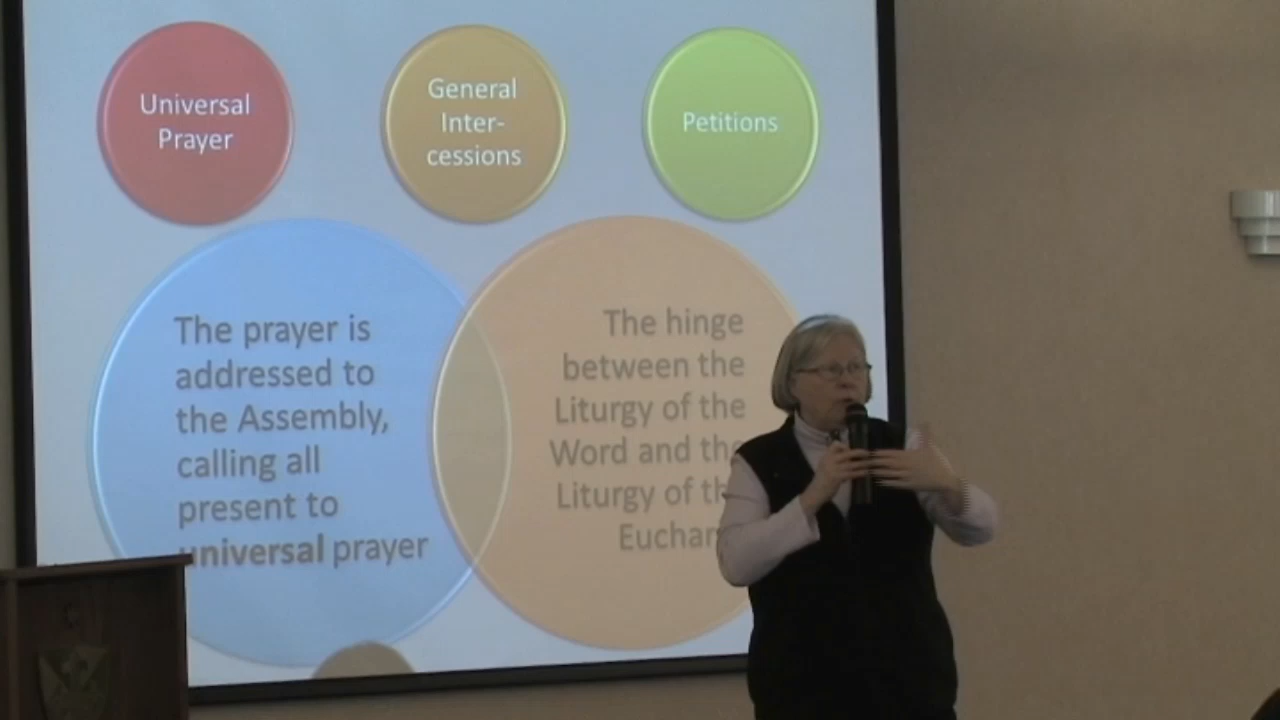 Universal
Prayer
General
Inter-
cessions
Petitions
The prayer is
addressed to
the Assembly,
calling all
present to
universal prayer
The hinge
between the
Liturgy of the
Word and the
Liturgy of